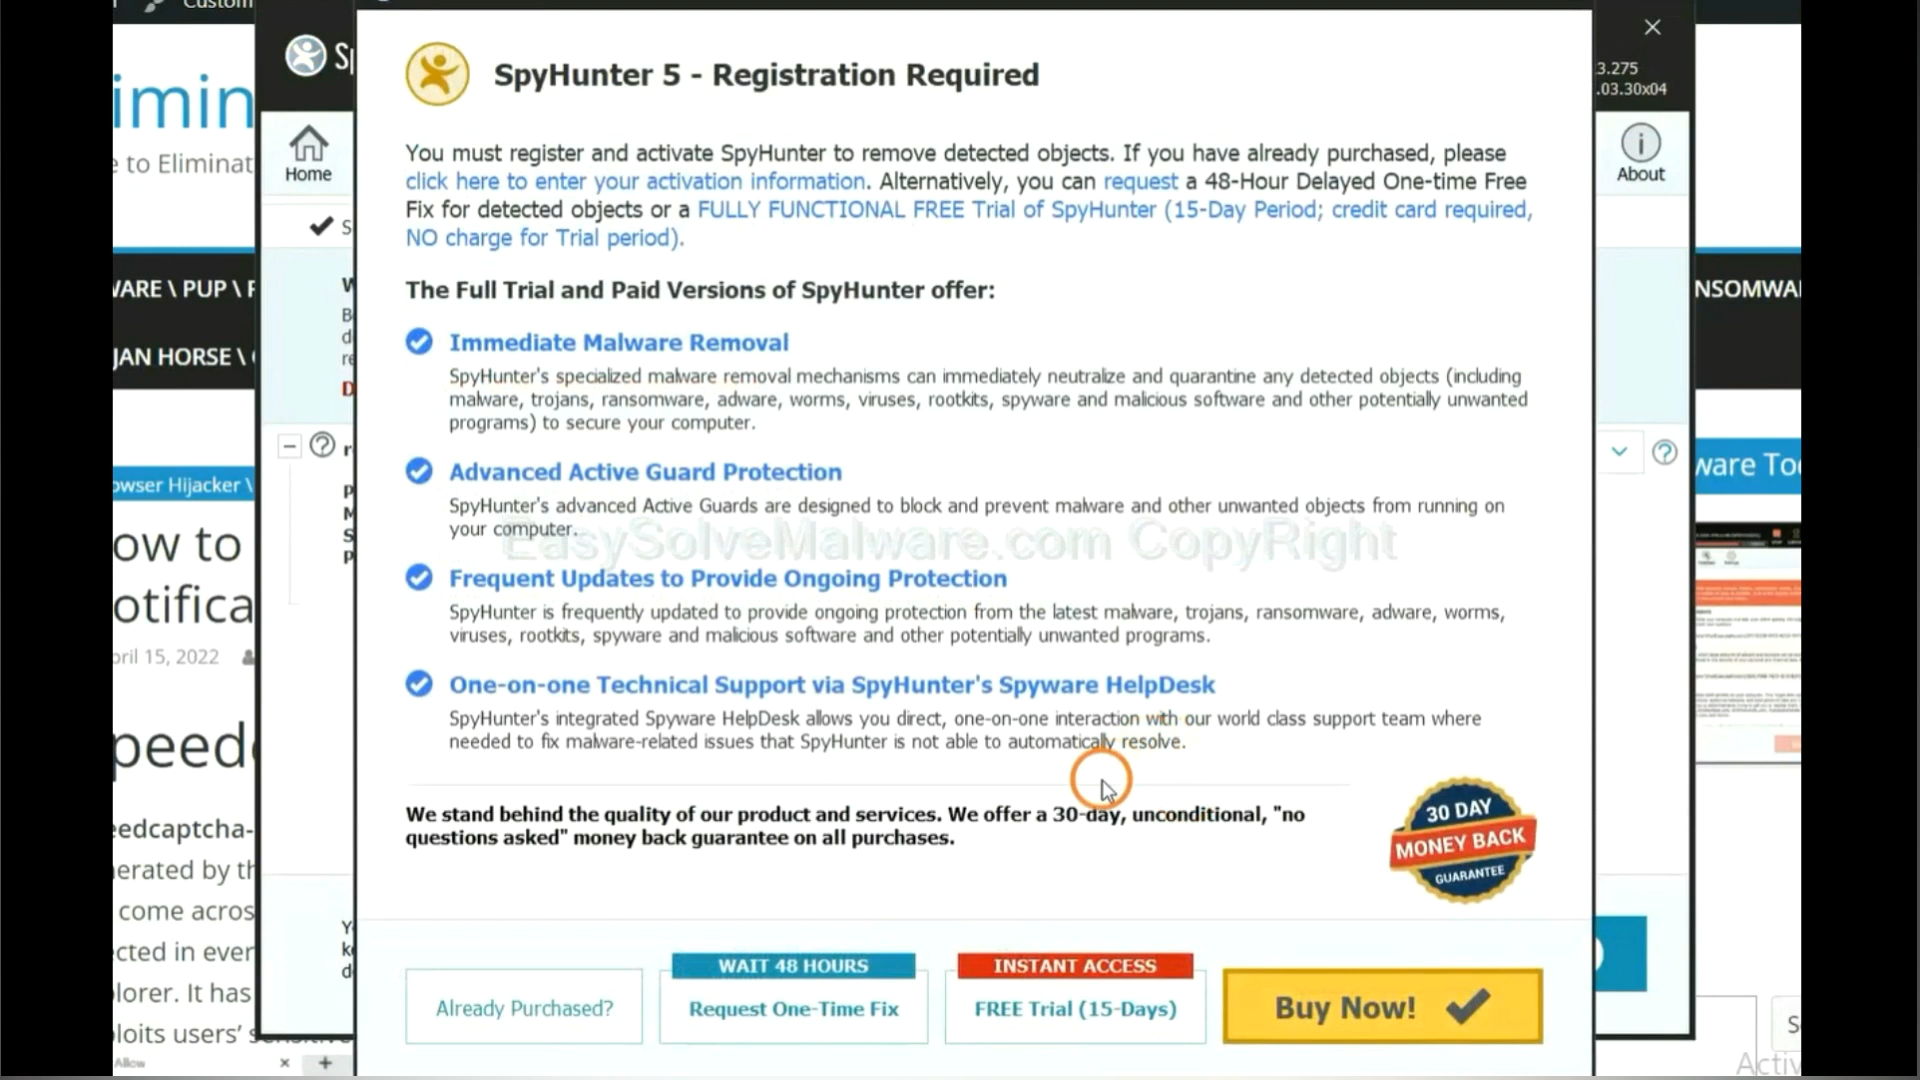 Custom
SpyHunter 5 - Registration Required
3.275
.03.30x04
imin
e to Eliminat
Home
About
You must register and activate SpyHunter to remove detected objects. If you have already purchased, please
click here to enter your activation information. Alternatively, you can request a 48-Hour Delayed One-time Free
Fix for detected objects or a FULLY FUNCTIONAL FREE Trial of SpyHunter (15-Day Period; credit card required,
NO charge for Trial period).
The Full Trial and Paid Versions of SpyHunter offer:
WARE \ PUP \ 
NSOMWA
JAN HORSE \
Immediate Malware Removal
SpyHunter's specialized malware removal mechanisms can immediately neutralize and quarantine any detected objects (including
malware, trojans, ransomware, adware, worms, viruses, rootkits, spyware and malicious software and other potentially unwanted
programs) to secure your computer.
Advanced Active Guard Protection
SpyHunter's advanced Active Guards are designed to block and prevent malware and other unwanted objects from running on
your computer.
EasySolveMalware.com CopyRight
Frequent Updates to Provide Ongoing Protection
SpyHunter is frequently updated to provide ongoing protection from the latest malware, trojans, ransomware, adware, worms,
viruses, rootkits, spyware and malicious software and other potentially unwanted programs.
One-on-one Technical Support via SpyHunter's Spyware HelpDesk
SpyHunter's integrated Spyware HelpDesk allows you direct, one-on-one interaction with our world class support team where
needed to fix malware-related issues that SpyHunter is not able to automatically resolve.
We stand behind the quality of our product and services. We offer a 30-day, unconditional, "no
questions asked" money back guarantee on all purchases.
30 DAY
MONEY BACK
GUARANTEE
owser Hijacker \
ware Too
ow to
otifica
pril 15, 2022
peed
edcaptcha-
erated by th
come acros
cted in ever
lorer. It has
loits users' sensitive
Allow
Already Purchased?
WAIT 48 HOURS
Request One-Time Fix
INSTANT ACCESS
FREE Trial (15-Days)
Buy Now!
Activ